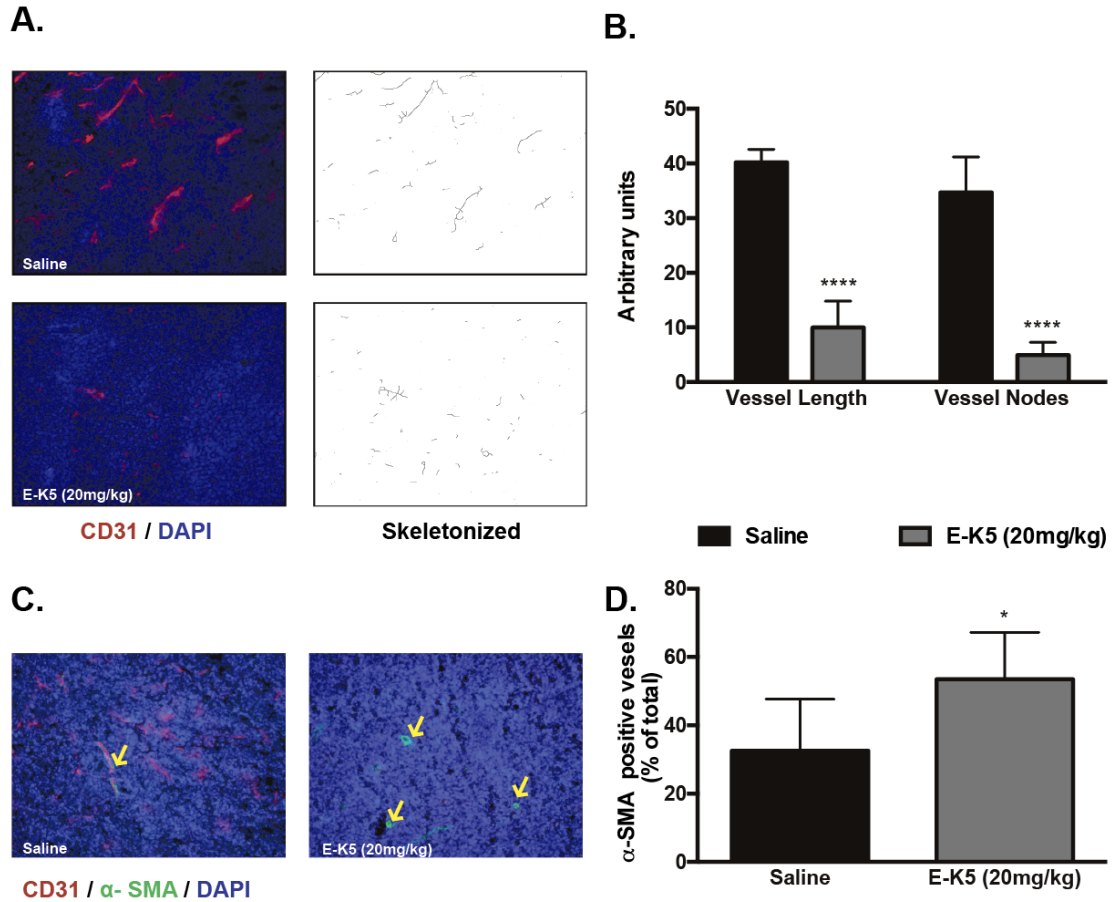 A.
Saline
E-K5 (20mg/kg)
CD31 / DAPI
Skeletonized
B.
Arbitrary units
50
40
30
20
10
0
****
****
Vessel Length
Vessel Nodes
Saline
E-K5 (20mg/kg)
C.
Saline
E-K5 (20mg/kg)
CD31 / α- SMA / DAPI
D.
α-SMA positive vesels
(% of total)
80
60
40
20
0
*
Saline
E-K5 (20mg/kg)